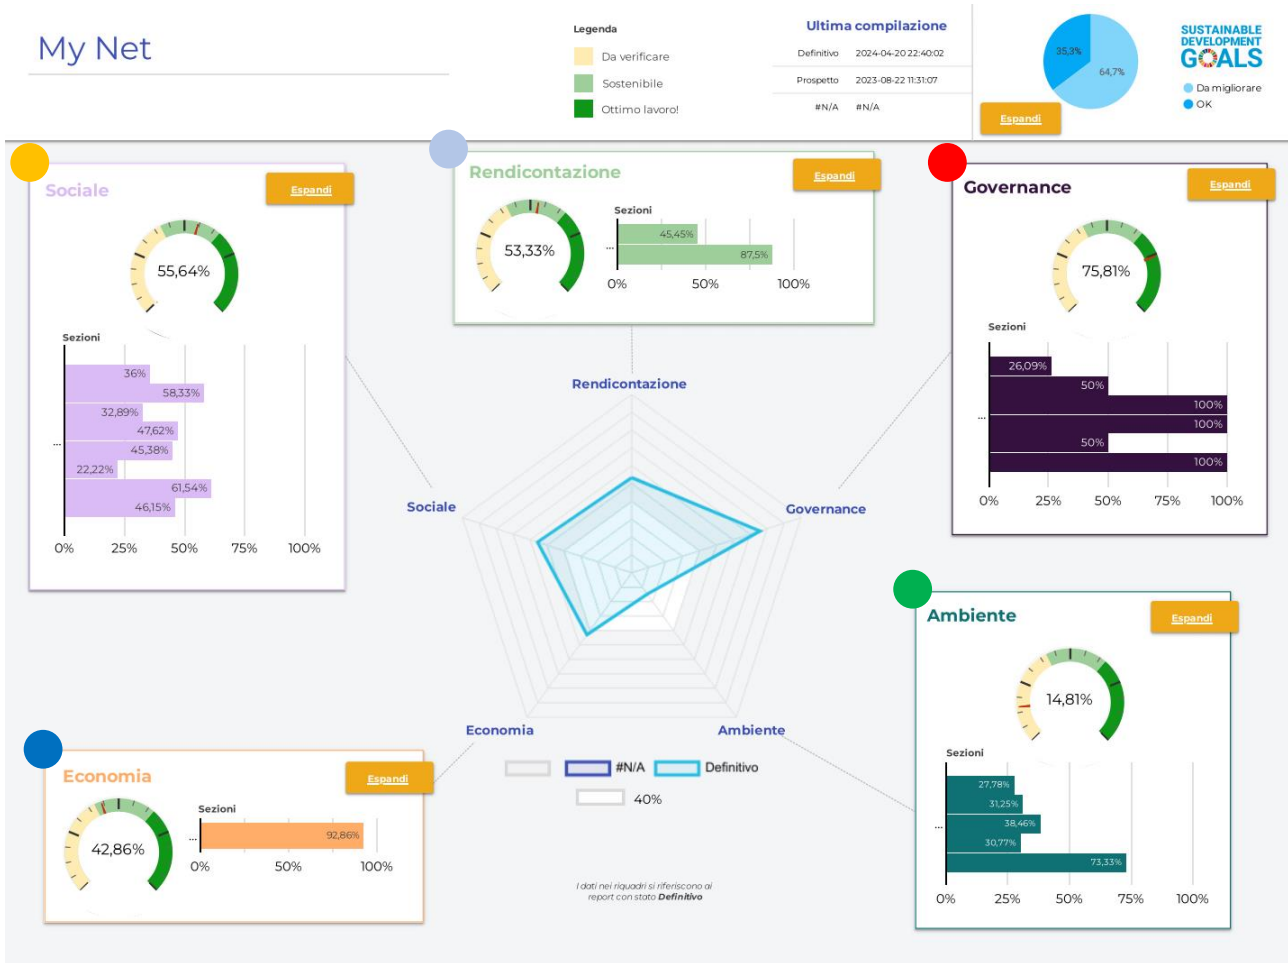 My Net
Legenda
Da verificare
Sostenibile
Ottimo lavoro!
Ultima compilazione
Definitivo 2024-04-20 22:40:02
Prospetto 2023-08-22 11:31:07
#N/A #N/A
35,3%
64,7%
Espandi
SUSTAINABLE
DEVELOPMENT
GOALS
Da migliorare
OK
Sociale
Espandi
55,64%
Sezioni
36%
58,33%
32,89%
47,62%
45,38%
22,22%
61,54%
46,15%
...
0% 25% 50% 75% 100%
Rendicontazione
Espandi
53,33%
Sezioni
45,45%
87,5%
...
0% 50% 100%
Governance
Espandi
75,81%
Sezioni
26,09%
50%
100%
100%
50%
100%
...
0% 25% 50% 75% 100%
Rendicontazione
Sociale
Governance
Economia
Ambiente
#N/A
Definitivo
40%
I dati nei riquadri si riferiscono ai
report con stato Definitivo
Economia
Espandi
42,86%
Sezioni
92,86%
...
0% 50% 100%
Ambiente
Espandi
14,81%
Sezioni
27,78%
31,25%
38,46%
30,77%
73,33%
...
0% 25% 50% 75% 100%